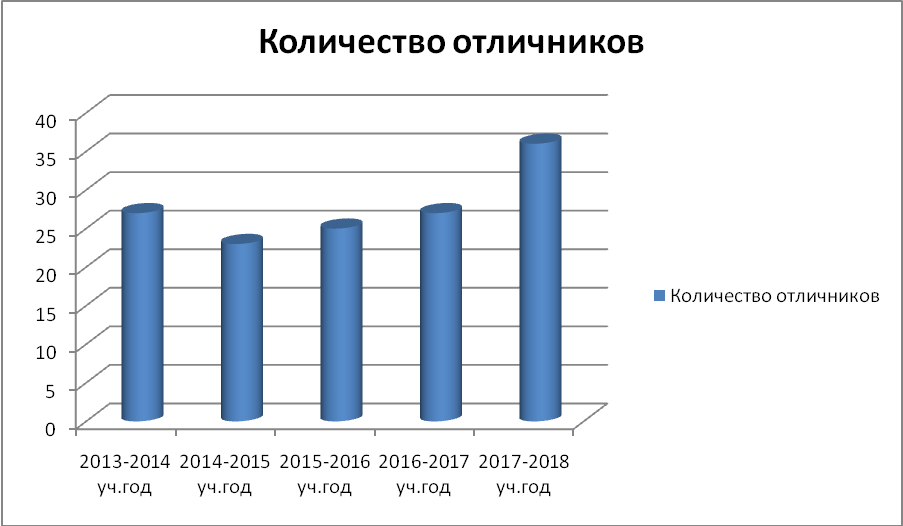 Количество отличников
40
35
30
25
20
15
10
5
0
2013-2014 уч.год
2014-2015 уч.год
2015-2016 уч.год
2016-2017 уч.год
2017-2018 уч.год
Количество отличников